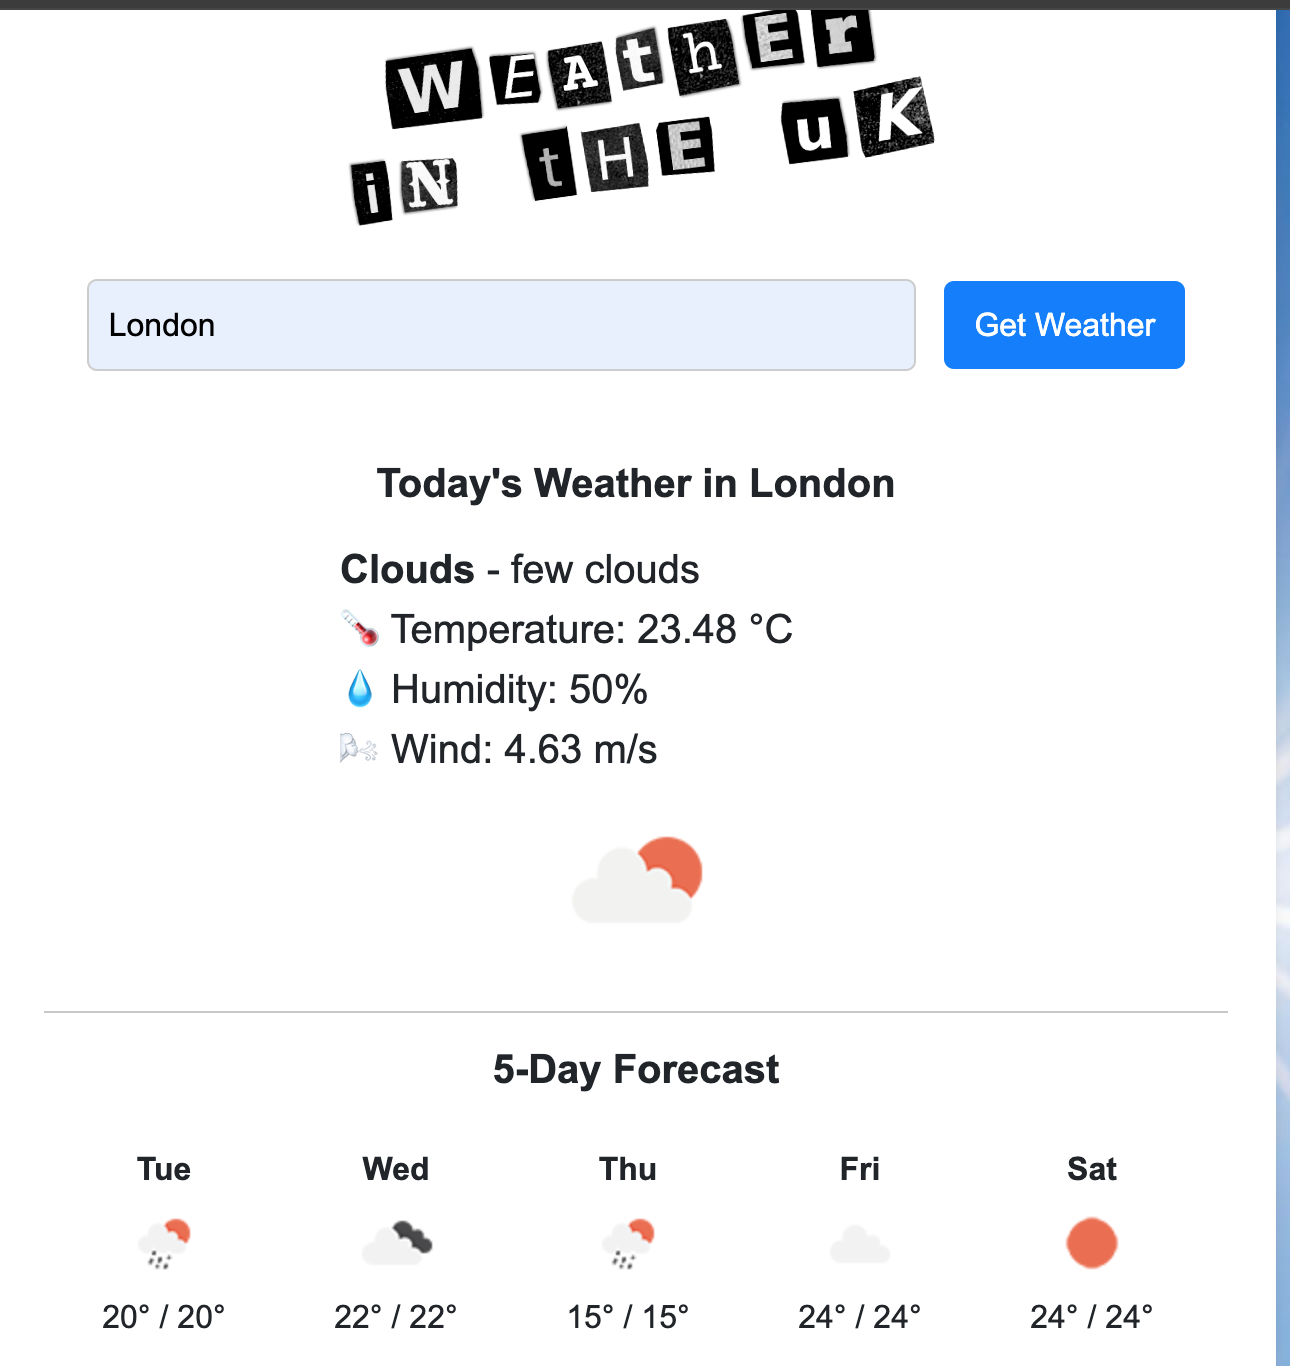 WEAthEr
iN tHE uK
London
Get Weather
Today's Weather in London
Clouds - few clouds
Temperature: 23.48 °C
Humidity: 50%
Wind: 4.63 m/s
5-Day Forecast
Tue Wed Thu Fri Sat
20° / 20° 22° / 22° 15° / 15° 24° / 24° 24° / 24°